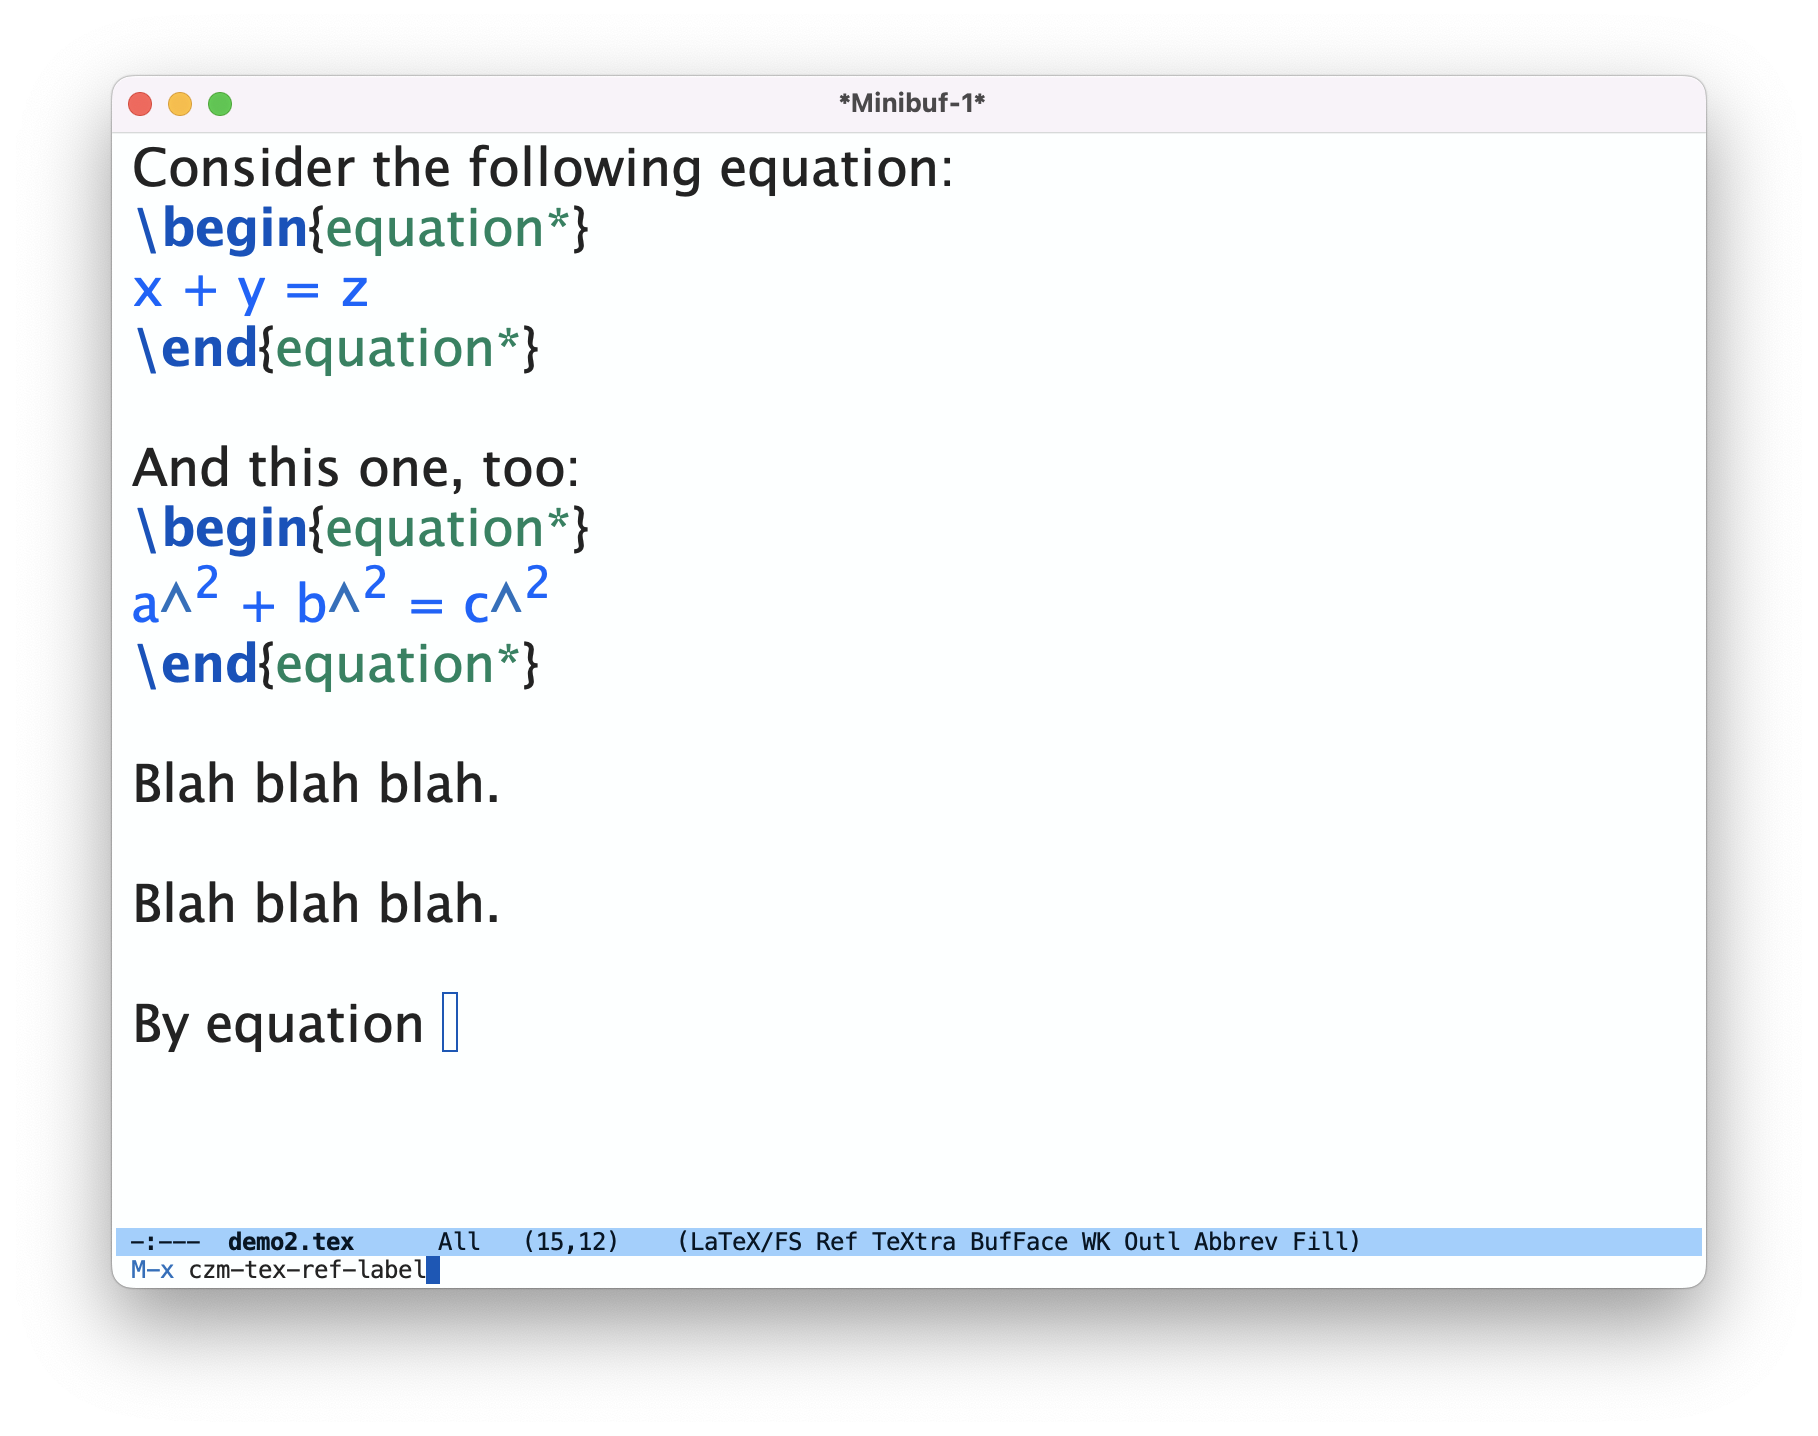 *Minibuf-1*
Consider the following equation:
\begin{equation*}
x + y = z
\end{equation*}
And this one, too:
\begin{equation*}
a^2 + b^2 = c^2
\end{equation*}
Blah blah blah.
Blah blah blah.
By equation
-:--- demo2.tex All (15,12) (LaTeX/FS Ref TeXtra BufFace WK Outl Abbrev Fill)
M-x czm-tex-ref-label